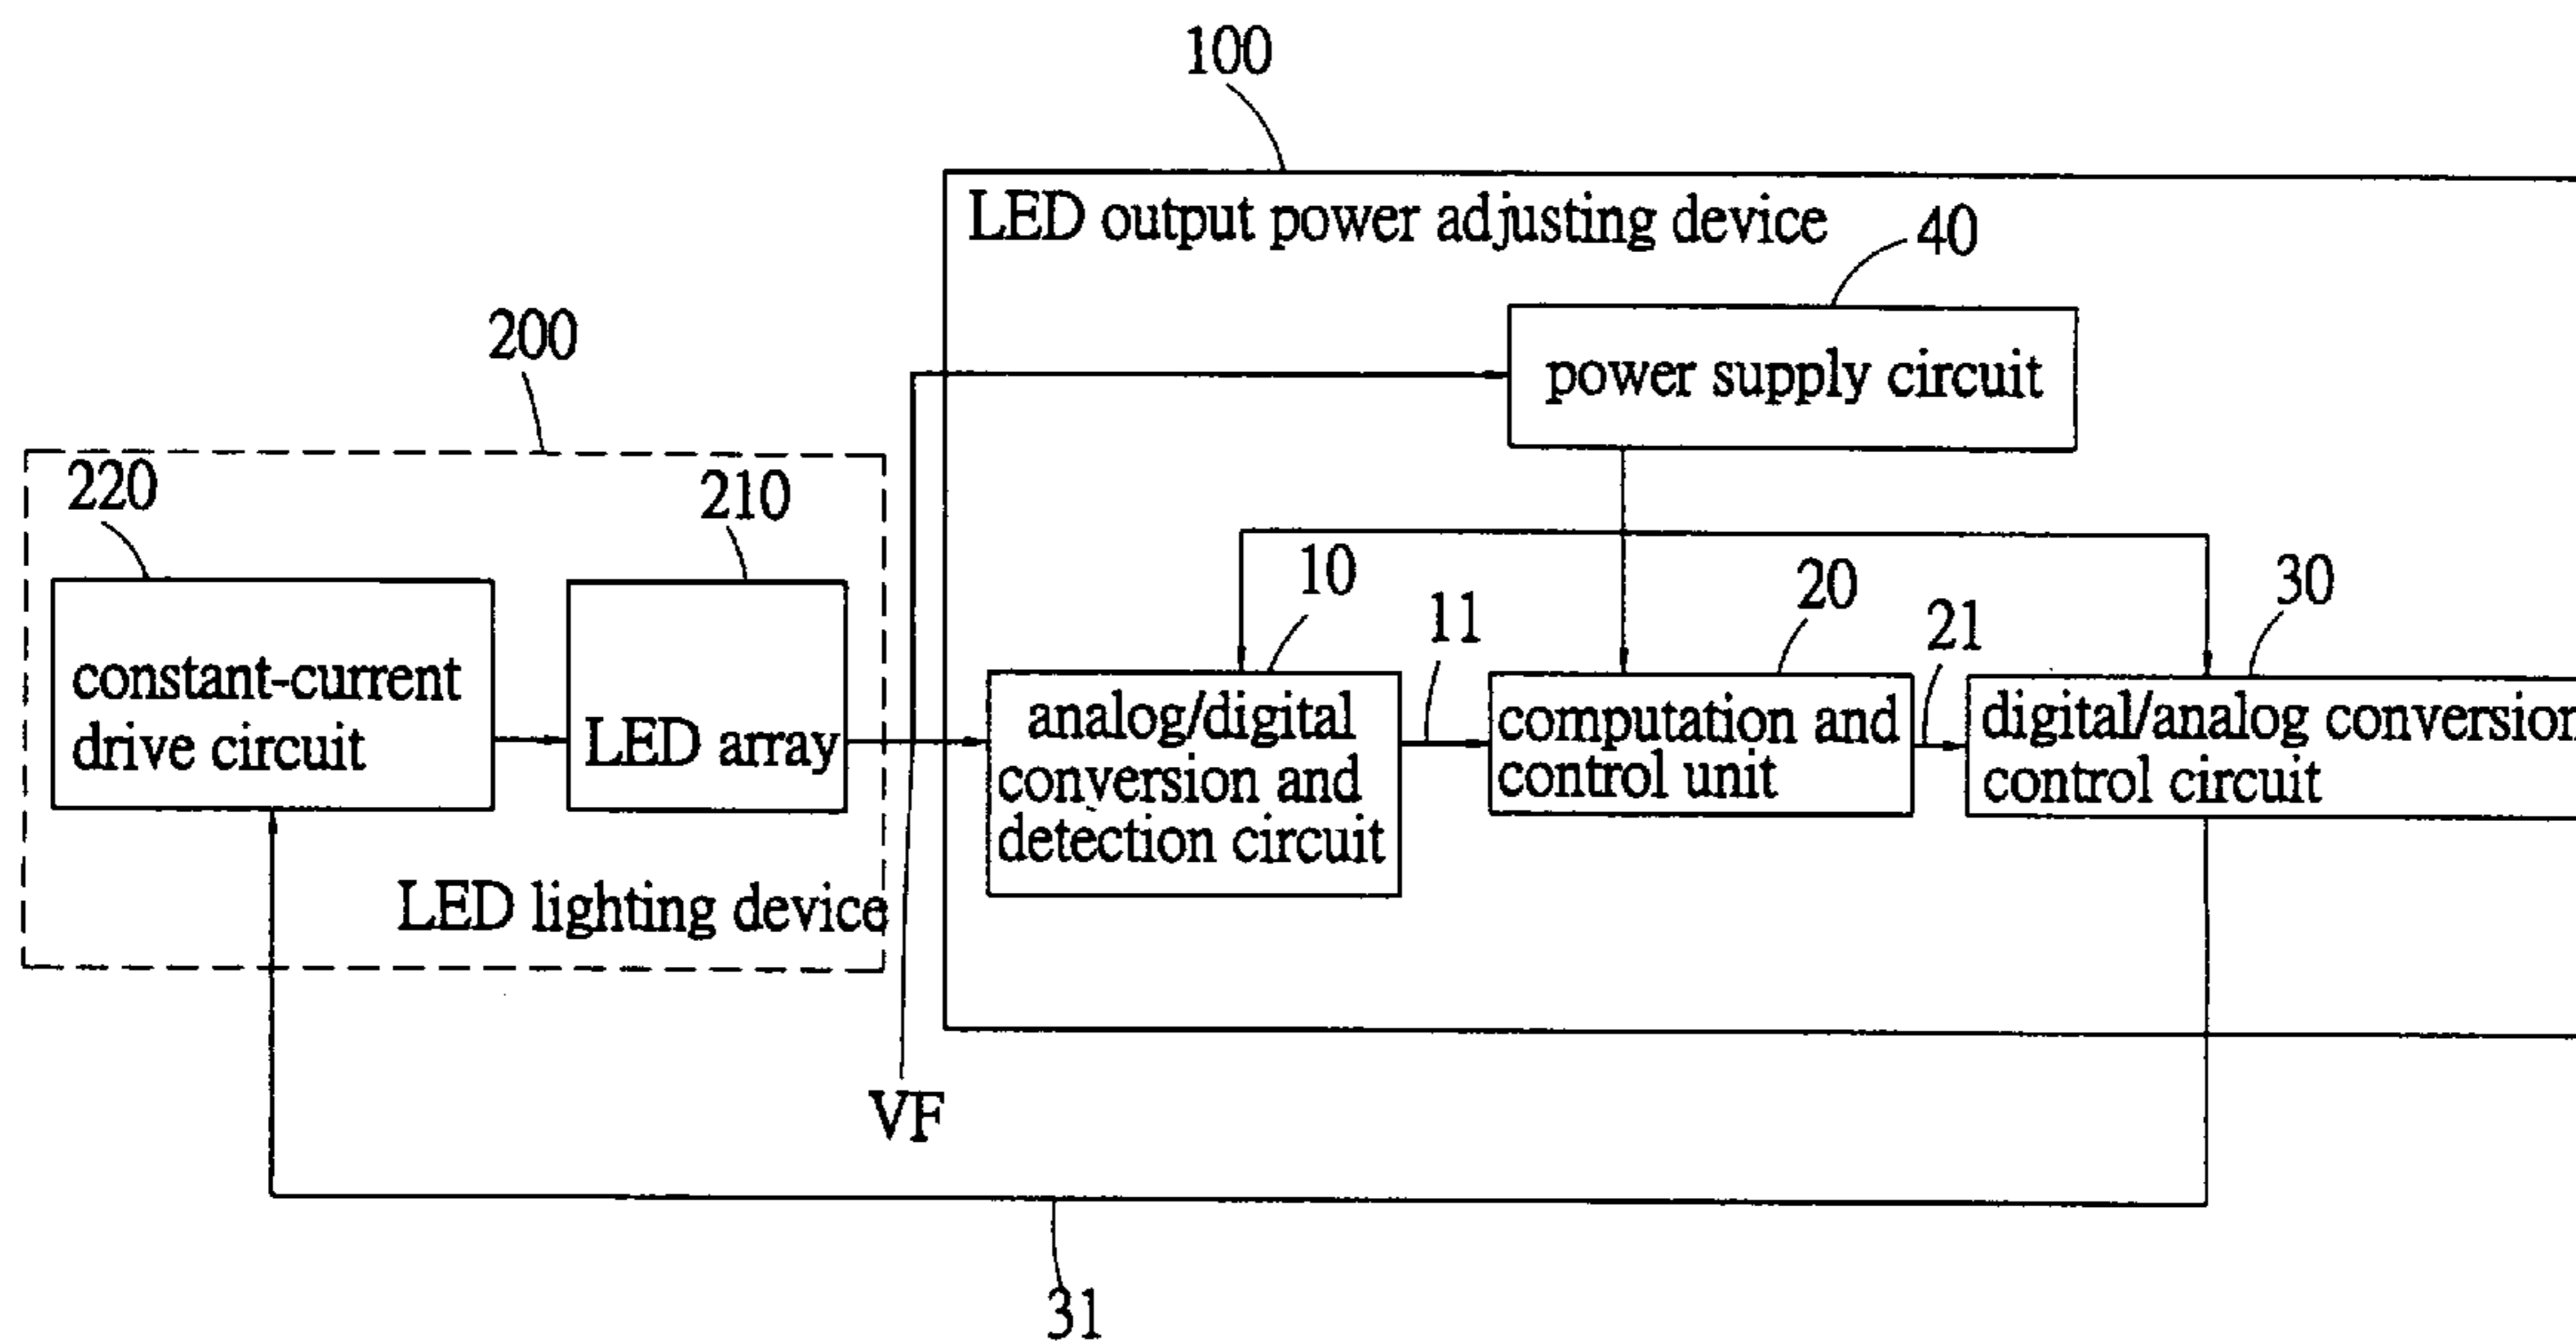 100
LED output power adjusting device
40
200
power supply circuit
220
210
10
11
20
21
30
constant-current
drive circuit
LED array
analog/digital
conversion and
detection circuit
computation and
control unit
digital/analog conversion
control circuit
LED lighting device
VF
31